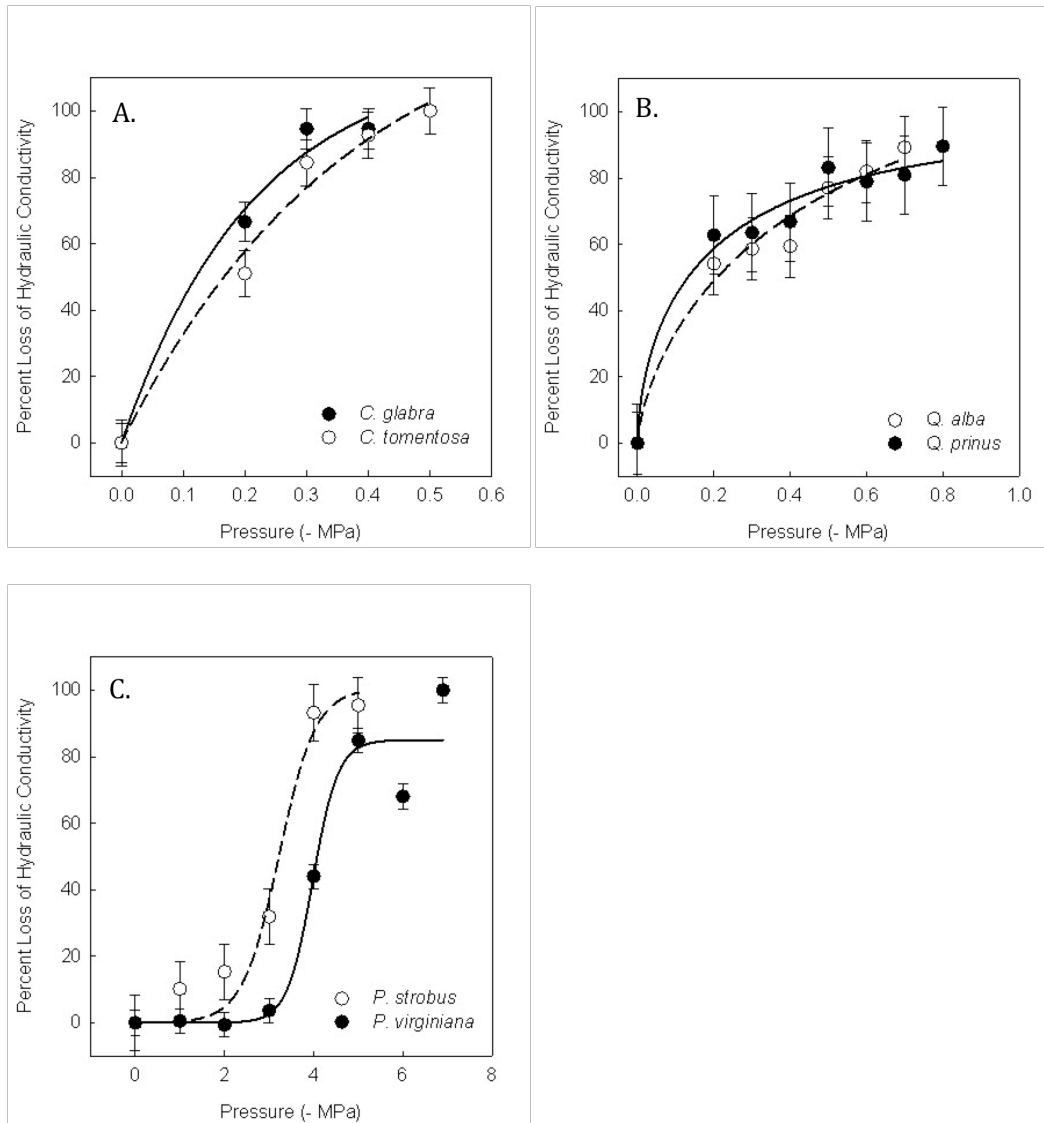 A.
Percent Loss of Hydraulic Conductivity
100
80
60
40
20
0
C. glabra
C. tomentosa
0.0 0.1 0.2 0.3 0.4 0.5 0.6
Pressure (- MPa)
B.
Percent Loss of Hydraulic Conductivity
100
80
60
40
20
0
Q. alba
Q. prinus
0.0 0.2 0.4 0.6 0.8 1.0
Pressure (- MPa)
C.
Percent Loss of Hydraulic Conductivity
100
80
60
40
20
0
P. strobus
P. virginiana
0 2 4 6 8
Pressure (- MPa)